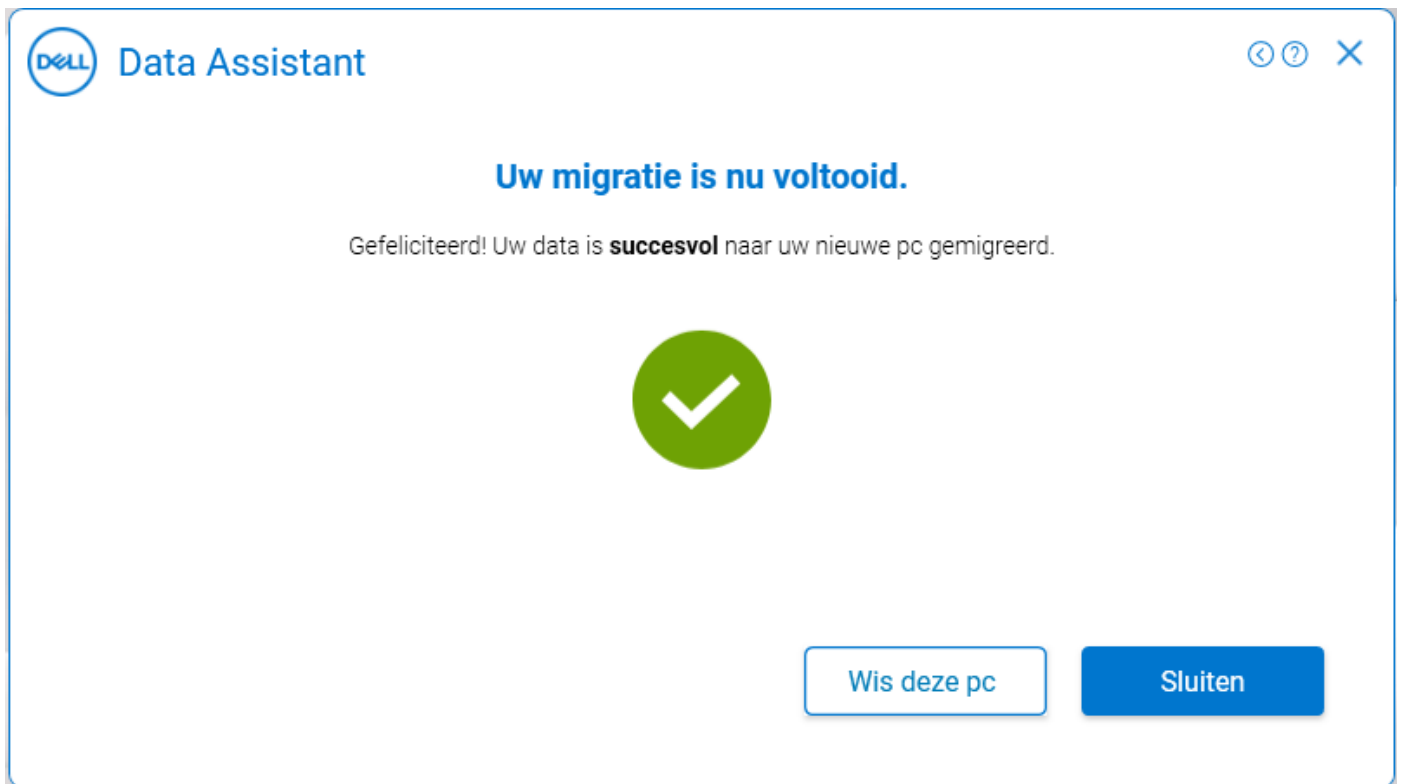 DELL
Data Assistant
Uw migratie is nu voltooid.
Gefeliciteerd! Uw data is succesvol naar uw nieuwe pc gemigreerd.
Wis deze pc
Sluiten